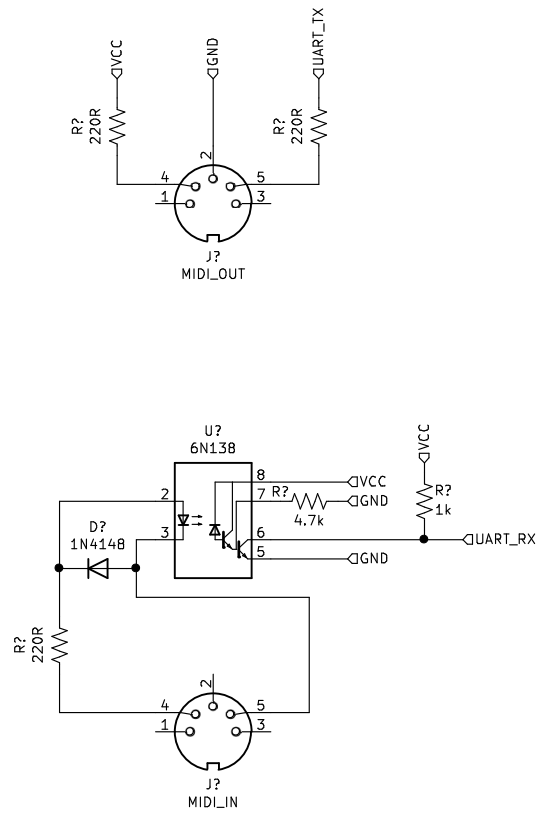 VCC
GND
UART_TX
R?
220R
R?
220R
2
4
5
1
3
J?
MIDI_OUT
U?
6N138
VCC
8
VCC
2
7
R?
GND
R?
1k
4.7k
D?
1N4148
3
6
UART_RX
5
GND
R?
220R
2
4
5
1
3
J?
MIDI_IN